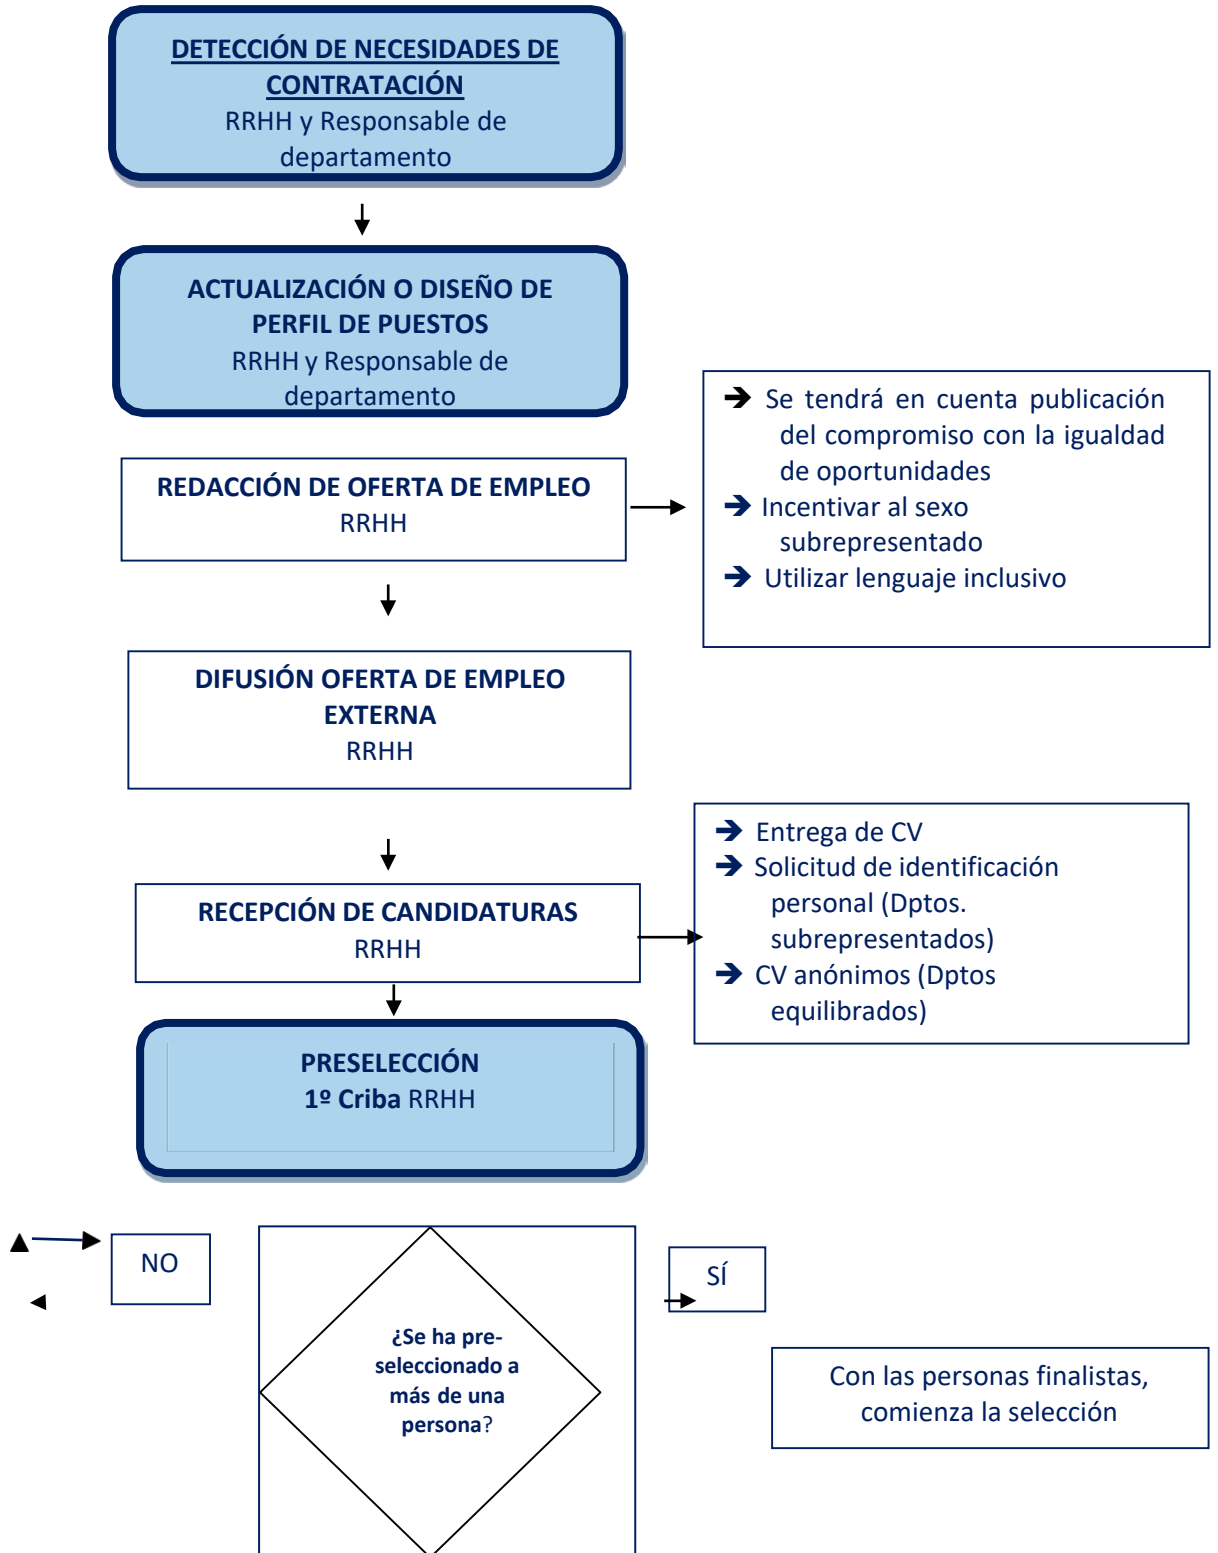 DETECCIÓN DE NECESIDADES DE
CONTRATACIÓN
RRHH y Responsable de
departamento
ACTUALIZACIÓN O DISEÑO DE
PERFIL DE PUESTOS
RRHH y Responsable de
departamento
REDACCIÓN DE OFERTA DE EMPLEO
RRHH
➔ Se tendrá en cuenta publicación
del compromiso con la igualdad
de oportunidades
➔ Incentivar al sexo
subrepresentado
➔ Utilizar lenguaje inclusivo
DIFUSIÓN OFERTA DE EMPLEO
EXTERNA
RRHH
RECEPCIÓN DE CANDIDATURAS
RRHH
➔ Entrega de CV
➔ Solicitud de identificación
personal (Dptos.
subrepresentados)
➔ CV anónimos (Dptos
equilibrados)
PRESELECCIÓN
1º Criba RRHH
NO
¿Se ha pre-
seleccionado a
más de una
persona?
SÍ
Con las personas finalistas,
comienza la selección